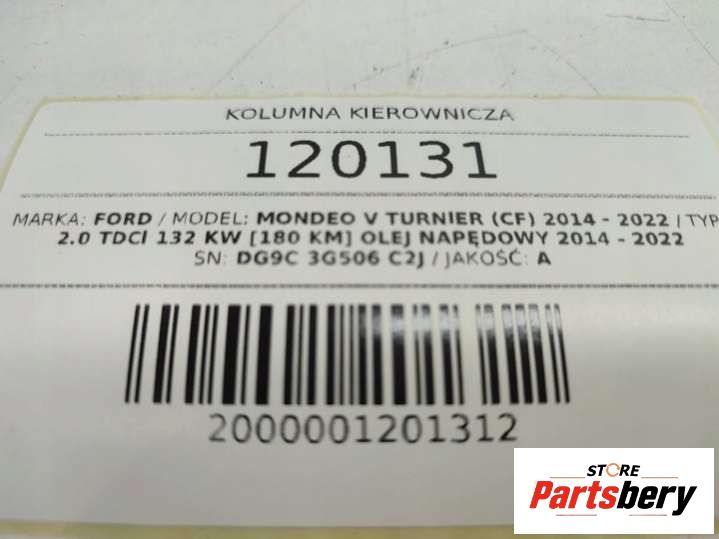 KOLUMNA KIEROWNICZA
120131
MARKA: FORD / MODEL: MONDEO V TURNIER (CF) 2014 - 2022 / TYP
2.0 TDCI 132 KW [180 KM] OLEJ NAPĘDOWY 2014 - 2022
SN: DG9C 3G506 C2J / JAKOŚĆ: A
2000001201312
STORE
Partsbery